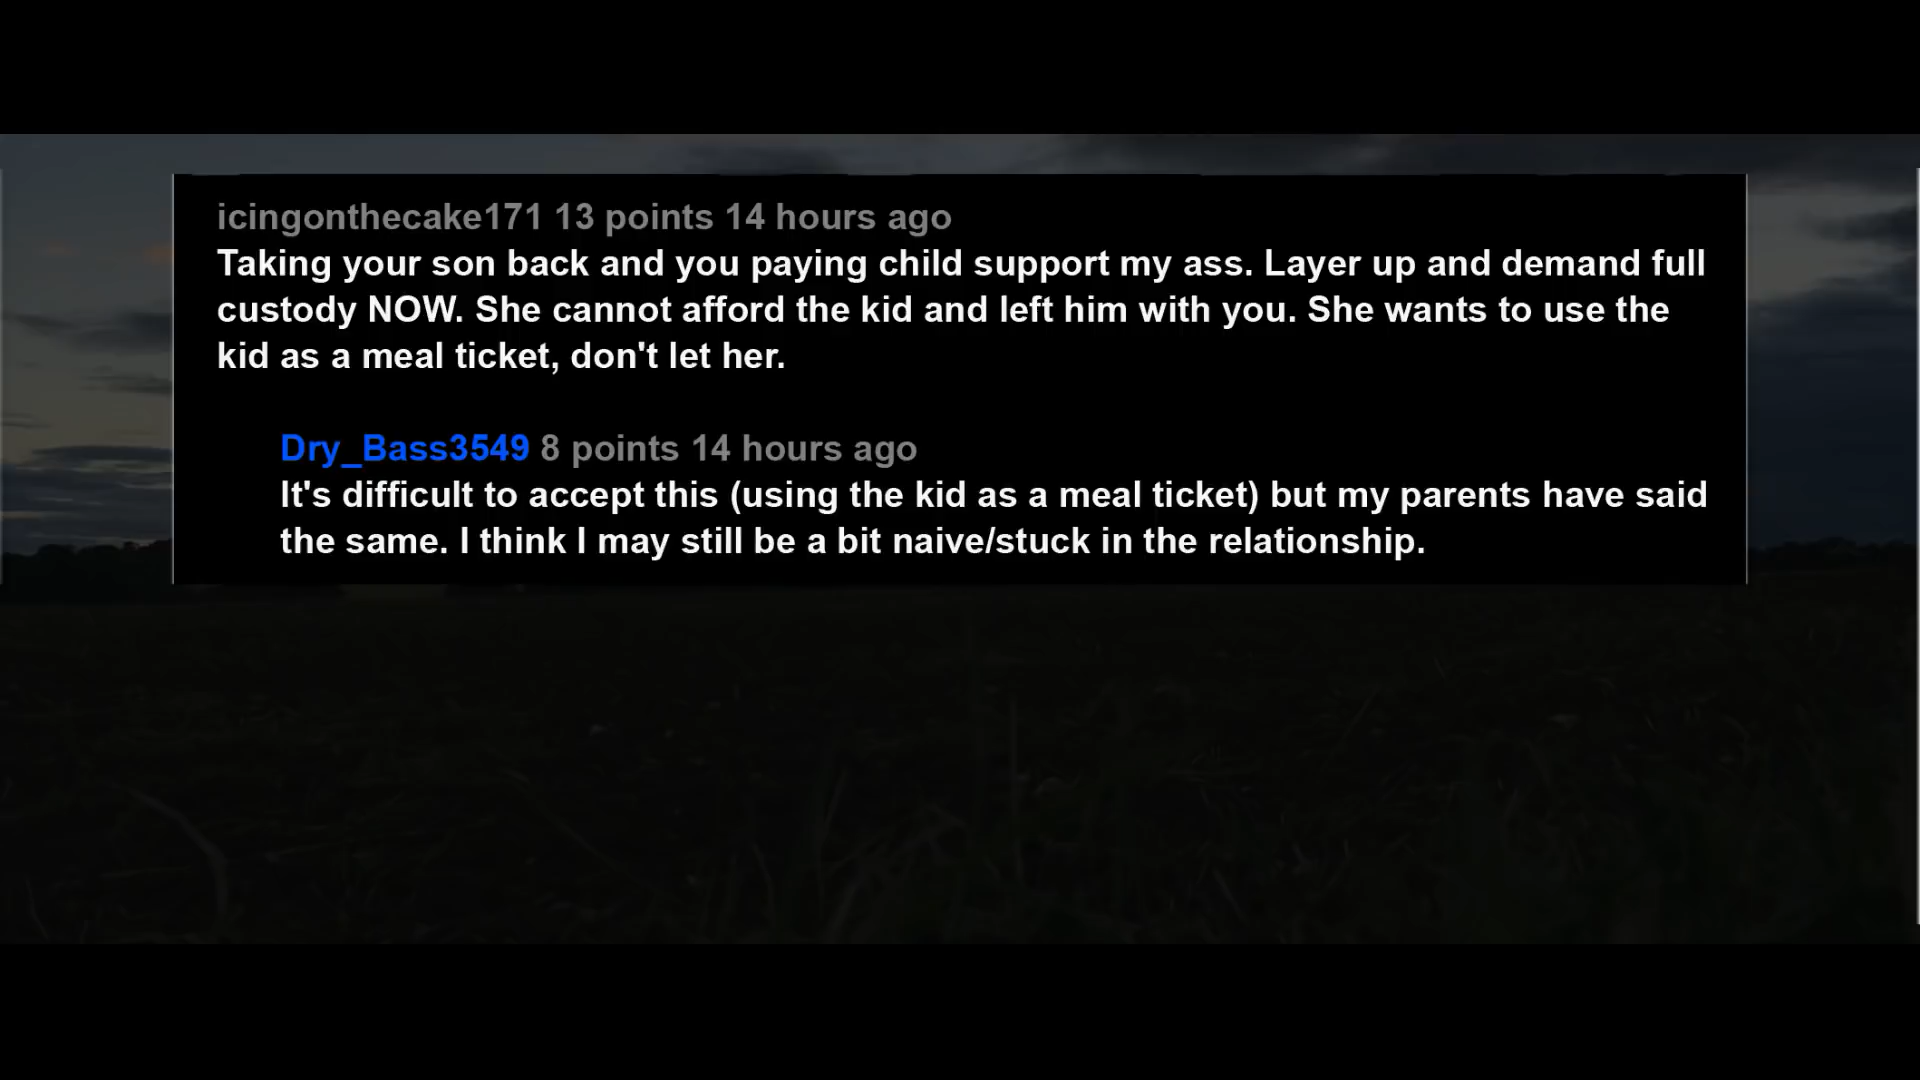 icingonthecake171 13 points 14 hours ago
Taking your son back and you paying child support my ass. Layer up and demand full
custody NOW. She cannot afford the kid and left him with you. She wants to use the
kid as a meal ticket, don't let her.
Dry_Bass3549 8 points 14 hours ago
It's difficult to accept this (using the kid as a meal ticket) but my parents have said
the same. I think I may still be a bit naive/stuck in the relationship.